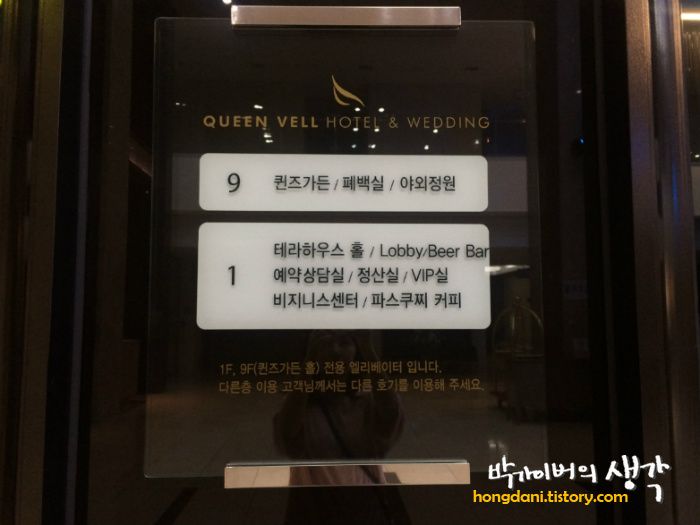 QUEEN VELL HOTEL & WEDDING
9 퀸즈가든 / 폐백실 / 야외정원
테라하우스 홀 / Lobby/Beer Bar
1 예약상담실 / 정산실 / VIP실
비지니스센터 / 파스쿠찌 커피
1F, 9F(퀸즈가든 홀) 전용 엘리베이터 입니다.
다른층 이용 고객님께서는 다른 호기를 이용해 주세요.
박가이버의 생각
hongdani.tistory.com